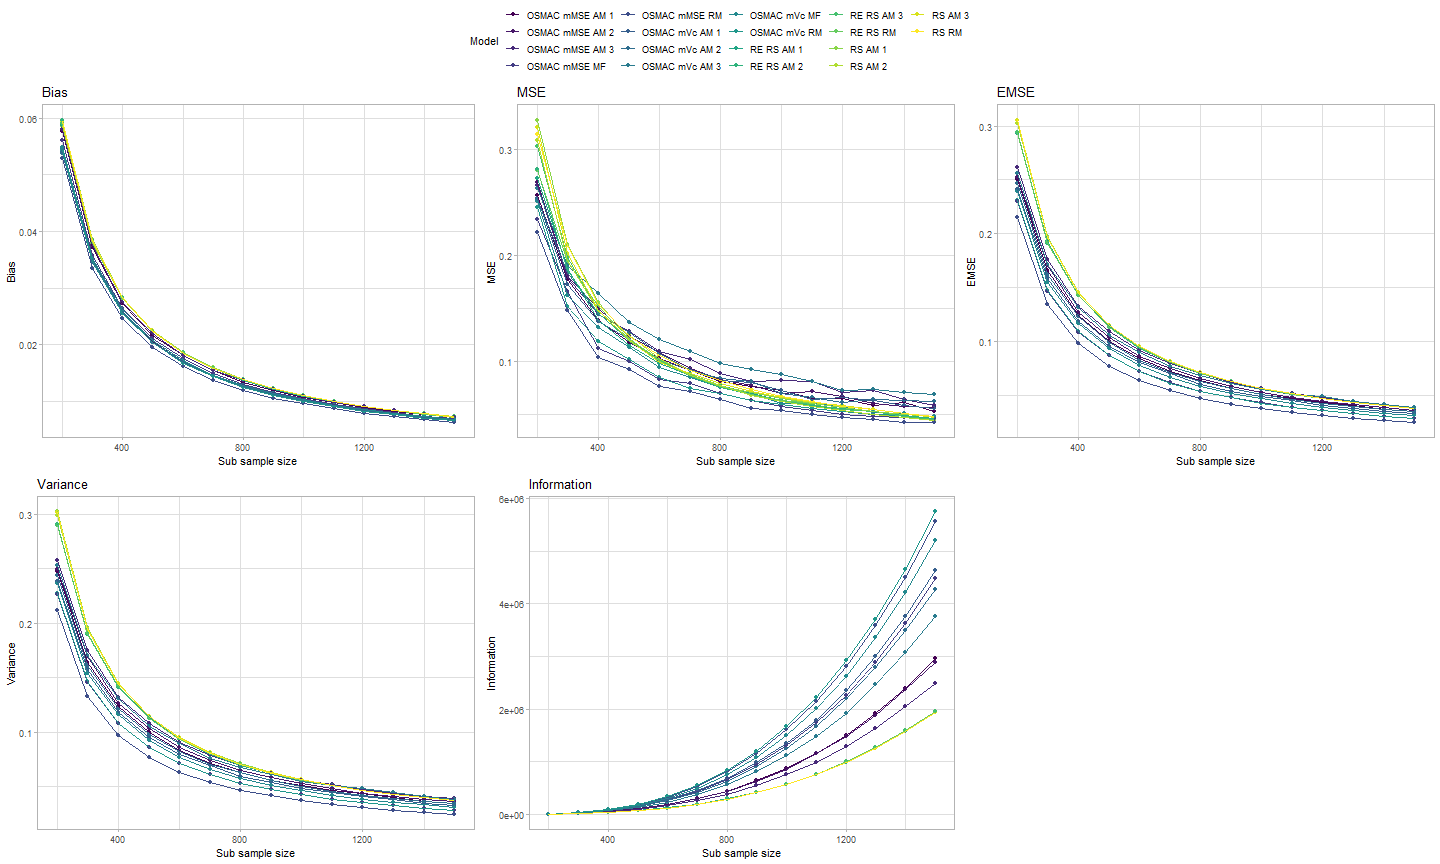 Model
OSMAC mMSE AM 1
OSMAC mMSE RM
OSMAC mVc MF
RE RS AM 3
RS AM 3
OSMAC mMSE AM 2
OSMAC mVc AM 1
OSMAC mVc RM
RE RS RM
RS RM
OSMAC mMSE AM 3
OSMAC mVc AM 2
RE RS AM 1
RS AM 1
OSMAC mMSE MF
OSMAC mVc AM 3
RE RS AM 2
RS AM 2
Bias
0.06
0.04
0.02
Bias
400
800
1200
Sub sample size
MSE
0.3
0.2
0.1
MSE
400
800
1200
Sub sample size
EMSE
0.3
0.2
0.1
EMSE
400
800
1200
Sub sample size
Variance
0.3
0.2
0.1
Variance
400
800
1200
Sub sample size
Information
6e+06
4e+06
2e+06
0e+00
Information
400
800
1200
Sub sample size